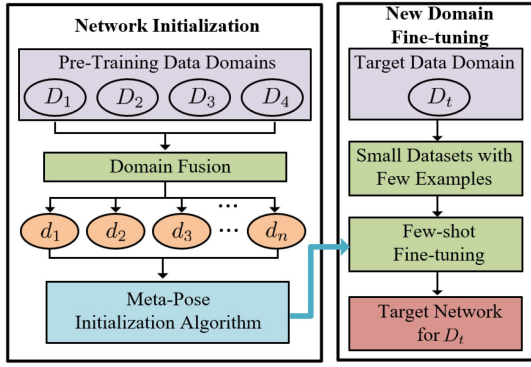 Network Initialization
Pre-Training Data Domains
D₁ D₂ D₃ D₄
Domain Fusion
...
d₁ d₂ d₃ ... dₙ
Meta-Pose
Initialization Algorithm
New Domain
Fine-tuning
Target Data Domain
Dₜ
Small Datasets with
Few Examples
Few-shot
Fine-tuning
Target Network
for Dₜ